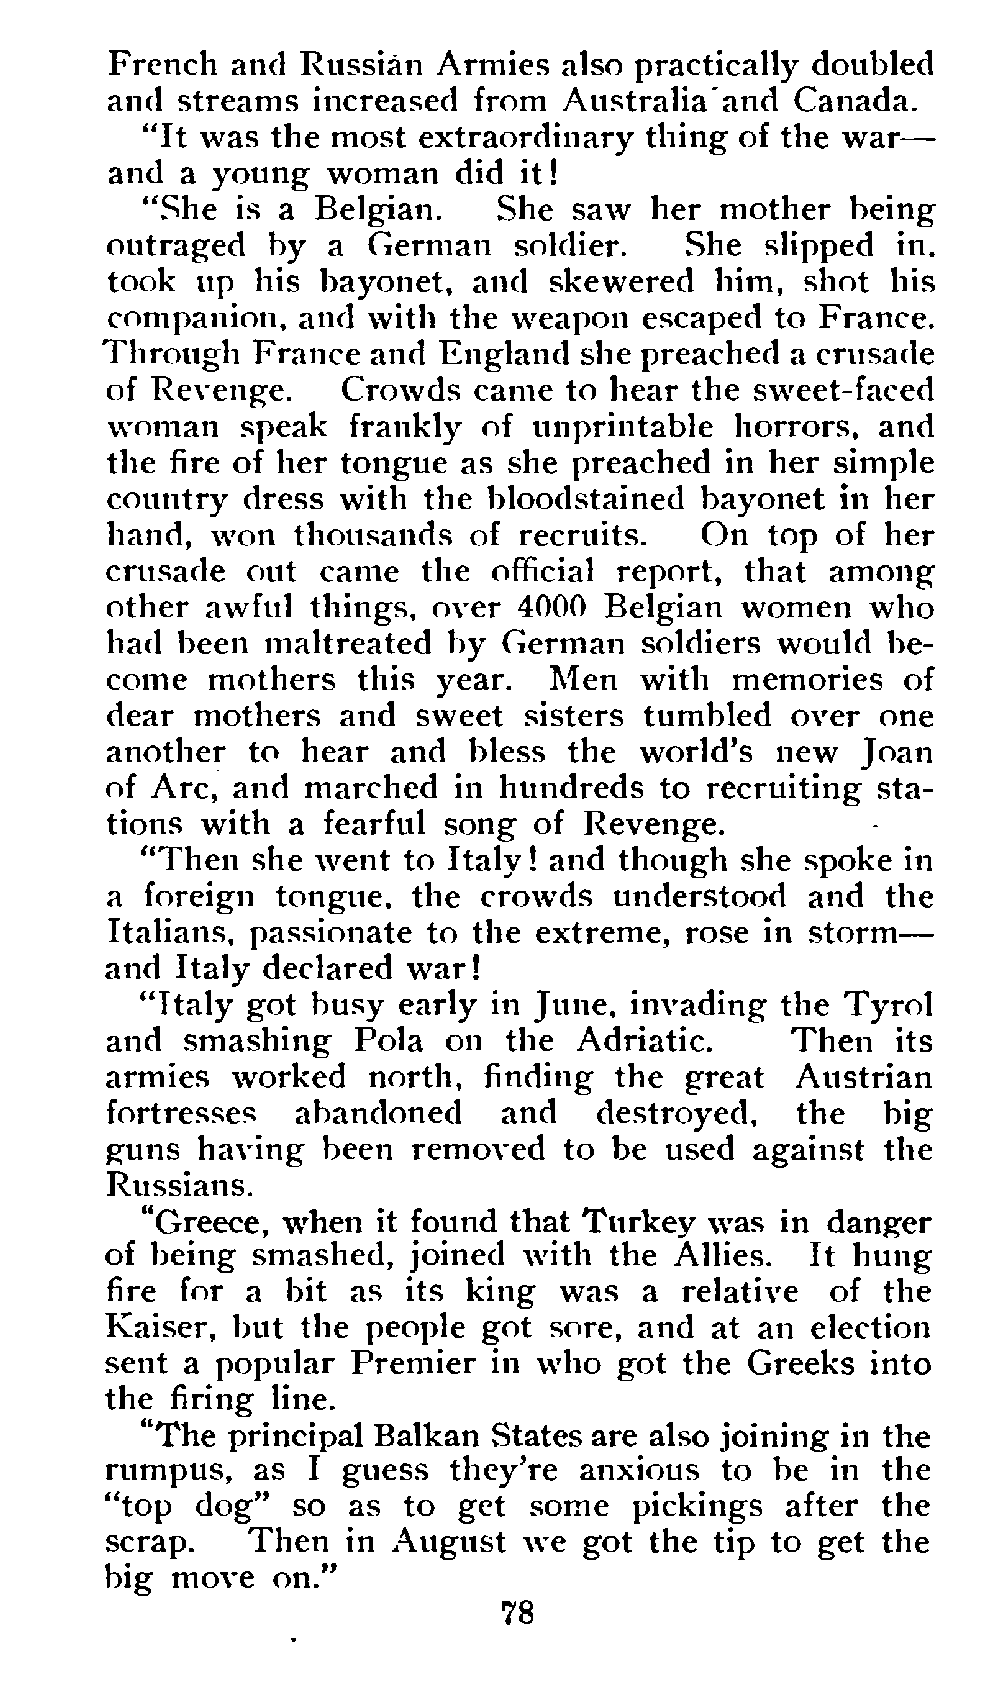 French and Russian Armies also practically doubled
and streams increased from Australia and Canada.
"It was the most extraordinary thing of the war—
and a young woman did it!
"She is a Belgian. She saw her mother being
outraged by a German soldier. She slipped in.
took up his bayonet, and skewered him, shot his
companion, and with the weapon escaped to France.
Through France and England she preached a crusade
of Revenge. Crowds came to hear the sweet-faced
woman speak frankly of unprintable horrors, and
the fire of her tongue as she preached in her simple
country dress with the bloodstained bayonet in her
hand, won thousands of recruits. On top of her
crusade out came the official report, that among
other awful things, over 4000 Belgian women who
had been maltreated by German soldiers would be-
come mothers this year. Men with memories of
dear mothers and sweet sisters tumbled over one
another to hear and bless the world's new Joan
of Arc, and marched in hundreds to recruiting sta-
tions with a fearful song of Revenge.
"Then she went to Italy! and though she spoke in
a foreign tongue, the crowds understood and the
Italians, passionate to the extreme, rose in storm—
and Italy declared war!
"Italy got busy early in June, invading the Tyrol
and smashing Pola on the Adriatic. Then its
armies worked north, finding the great Austrian
fortresses abandoned and destroyed, the big
guns having been removed to be used against the
Russians.
"Greece, when it found that Turkey was in danger
of being smashed, joined with the Allies. It hung
fire for a bit as its king was a relative of the
Kaiser, but the people got sore, and at an election
sent a popular Premier in who got the Greeks into
the firing line.
"The principal Balkan States are also joining in the
rumpus, as I guess they're anxious to be in the
"top dog" so as to get some pickings after the
scrap. Then in August we got the tip to get the
big move on."
78